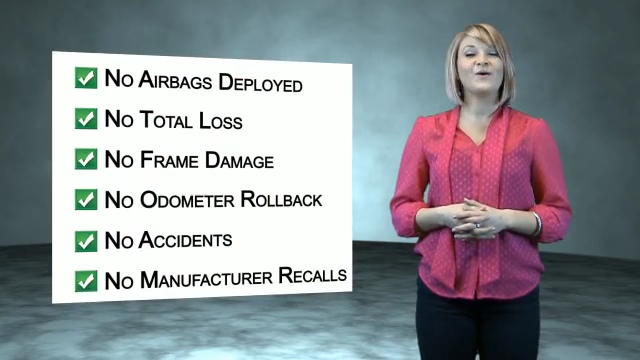 No Airbags Deployed
No Total Loss
No Frame Damage
No Odometer Rollback
No Accidents
No Manufacturer Recalls